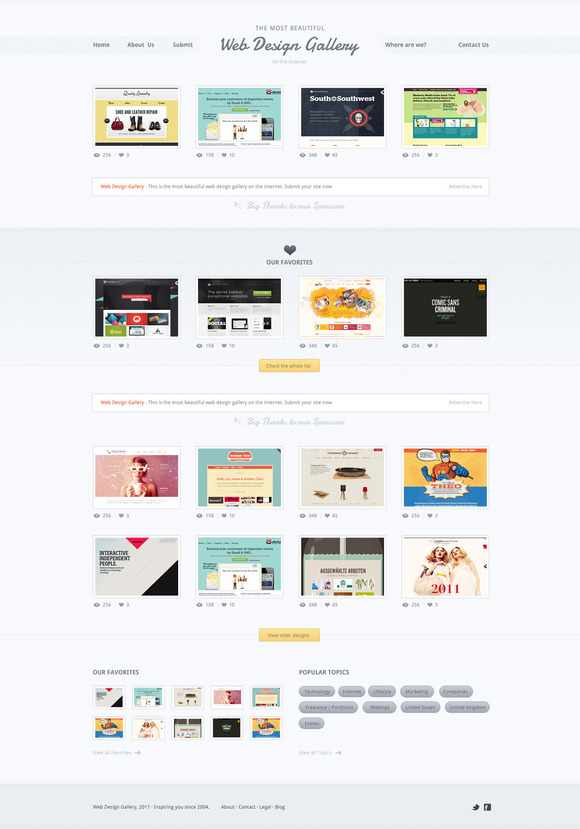 THE MOST BEAUTIFUL
Home About Us Submit Web Design Gallery Where are we? Contact Us
On the Internet
SHOE AND LEATHER REPAIR
South by Southwest
256 3 158 10 348 65 256 3
Web Design Gallery - This is the most beautiful web design gallery on the internet, Submit your site now Advertise Here
Big Thanks to our Sponsors
OUR FAVORITES
The secret behind
exceptional websites.
SOCIAL
COMIC SANS
CRIMINAL
256 3 158 10 348 65 256 3
Check the whole list
Web Design Gallery - This is the most beautiful web design gallery on the internet, Submit your site now Advertise Here
Big Thanks to our Sponsors
THEO
256 3 158 10 348 65 256 3
INTERACTIVE
INDEPENDENT
PEOPLE.
AUSGEWÄHLTE ARBEITEN
2011
256 3 158 10 348 65 256 3
View older designs
OUR FAVORITES POPULAR TOPICS
Technology Internet Lifestyle Marketing Companies
Freelance / Portfolios Weblogs United States United Kingdom
Events
View all Favorites View all Topics
Web Design Gallery, 2011 - Inspiring you since 2004. About - Contact - Legal - Blog